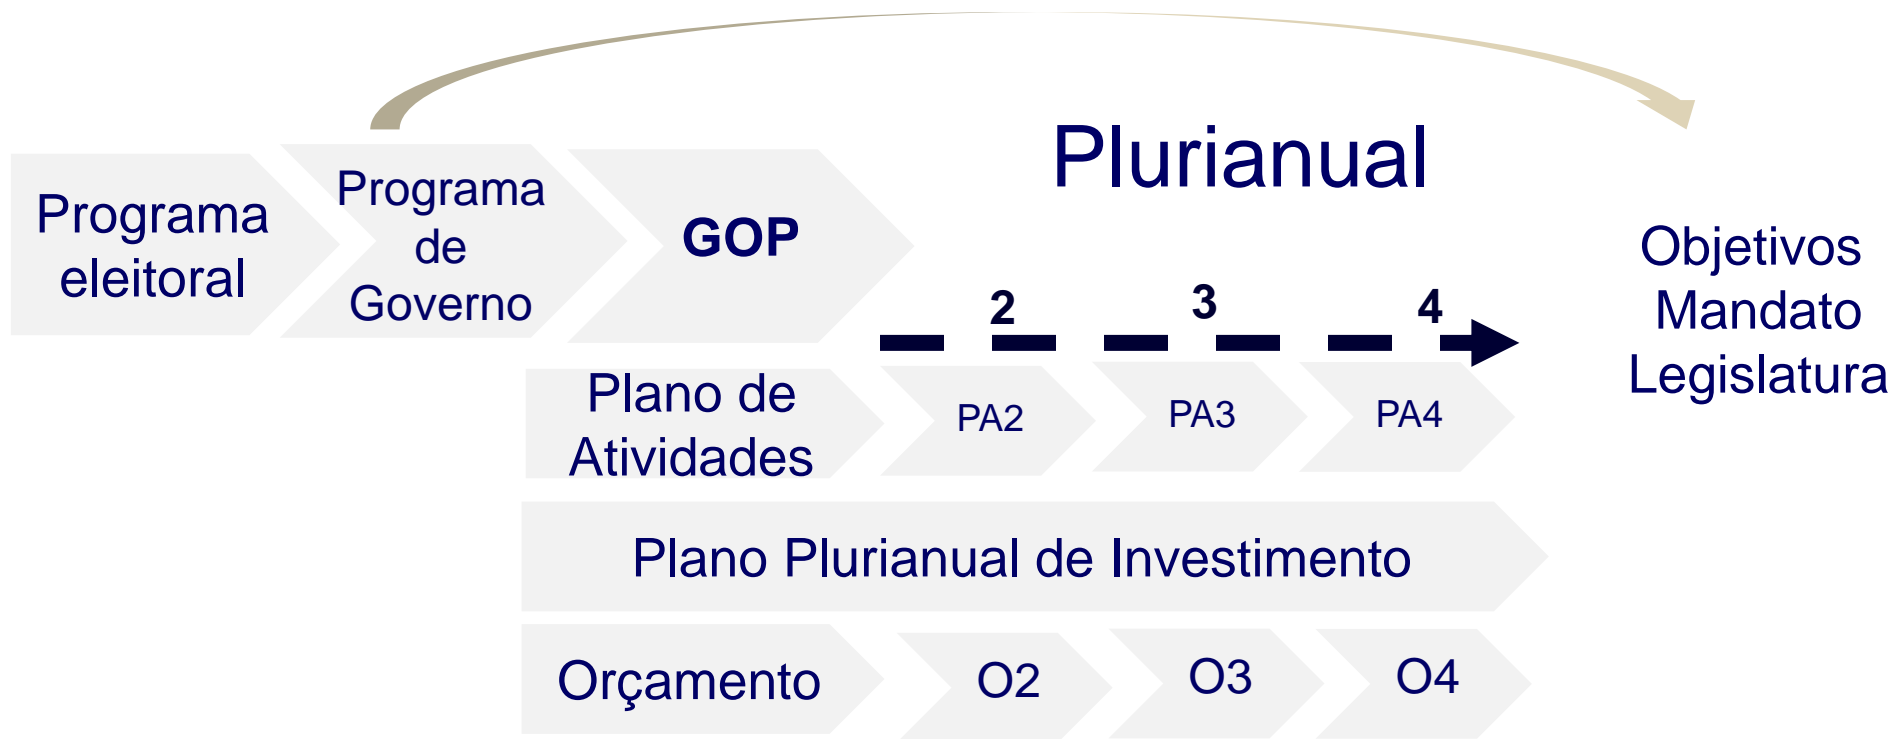 Plurianual
Programa
eleitoral
Programa
de
Governo
GOP
2
3
4
Objetivos
Mandato
Legislatura
Plano de
Atividades
PA2
PA3
PA4
Plano Plurianual de Investimento
Orçamento
O2
O3
O4